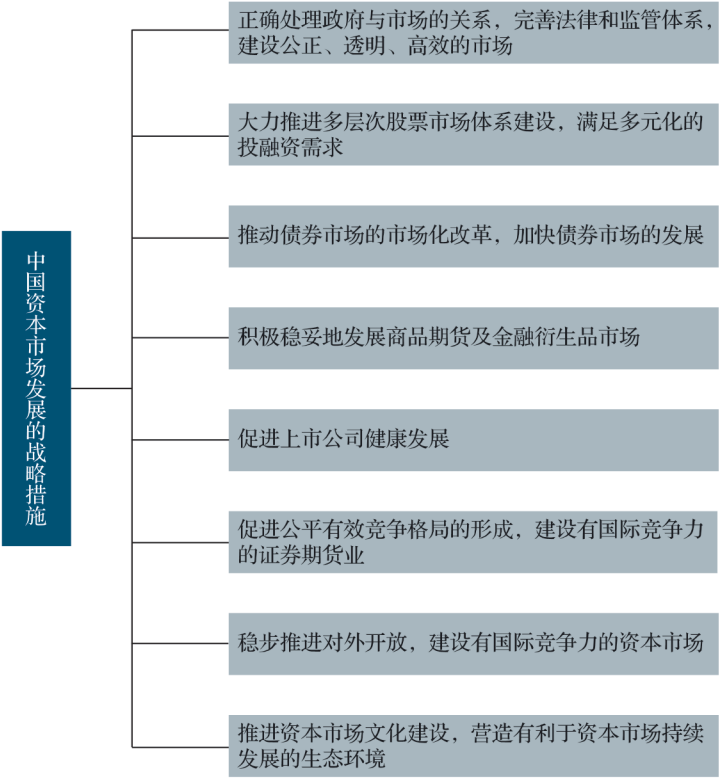 中国资本市场发展的战略措施
正确处理政府与市场的关系，完善法律和监管体系，
建设公正、透明、高效的市场
大力推进多层次股票市场体系建设，满足多元化的
投融资需求
推动债券市场的市场化改革，加快债券市场的发展
积极稳妥地发展商品期货及金融衍生品市场
促进上市公司健康发展
促进公平有效竞争格局的形成，建设有国际竞争力
的证券期货业
稳步推进对外开放，建设有国际竞争力的资本市场
推进资本市场文化建设，营造有利于资本市场持续
发展的生态环境